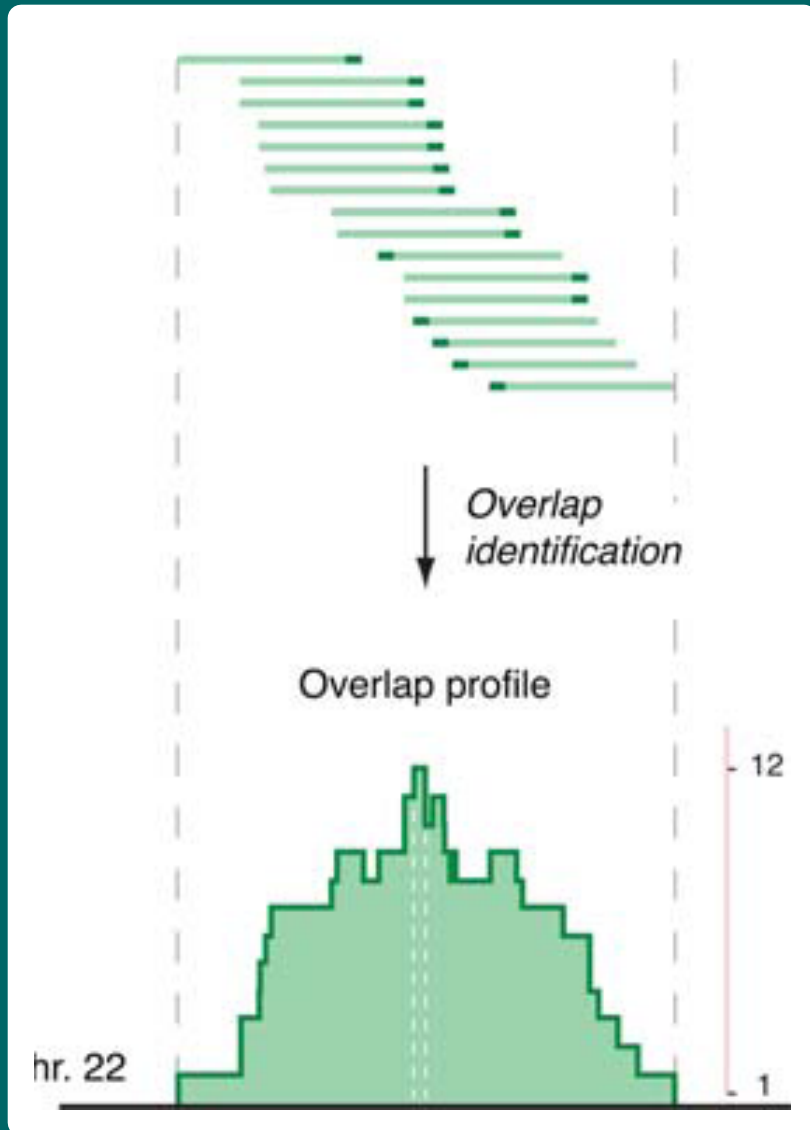 Overlap
identification
Overlap profile
- 12
hr. 22
- 1